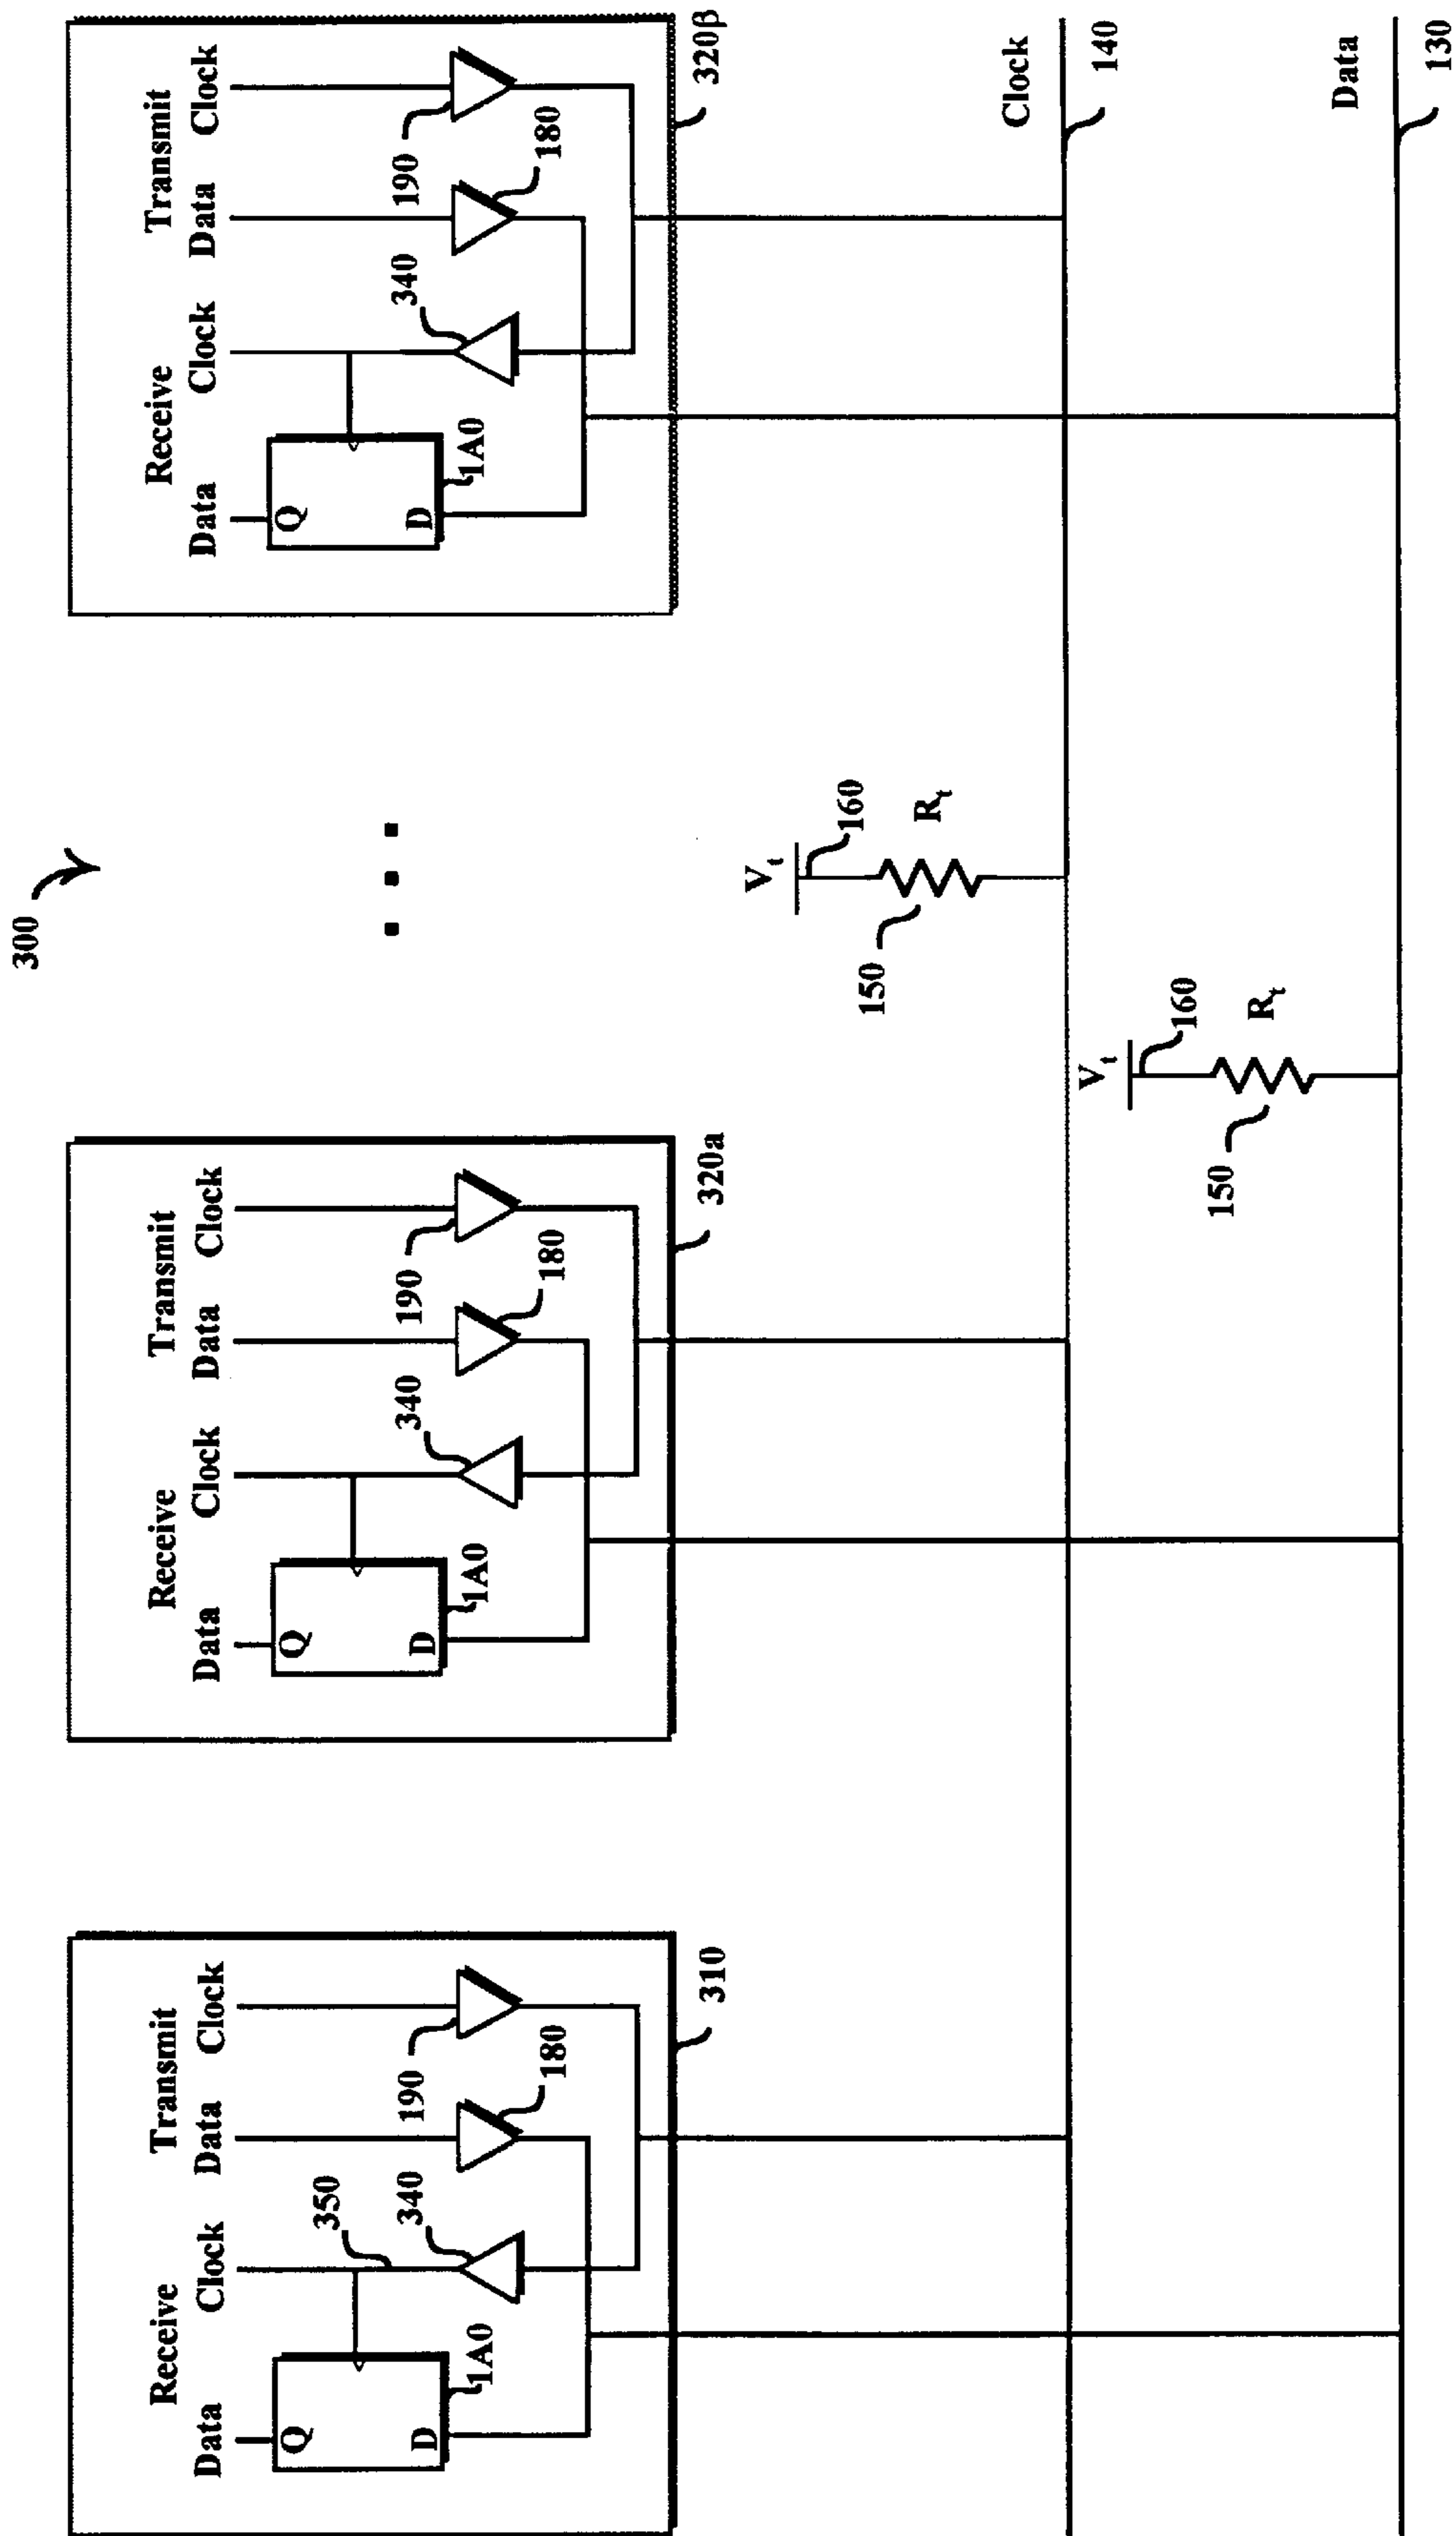 300
Receive Transmit
Data Clock Data Clock
350
Q
340 190
D
1A0 180
310
Receive Transmit
Data Clock Data Clock
Q
340 190
D
1A0 180
320a
Receive Transmit
Data Clock Data Clock
Q
340 190
D
1A0 180
320β
Vt
160
150
Rt
Clock
140
Vt
160
150
Rt
Data
130